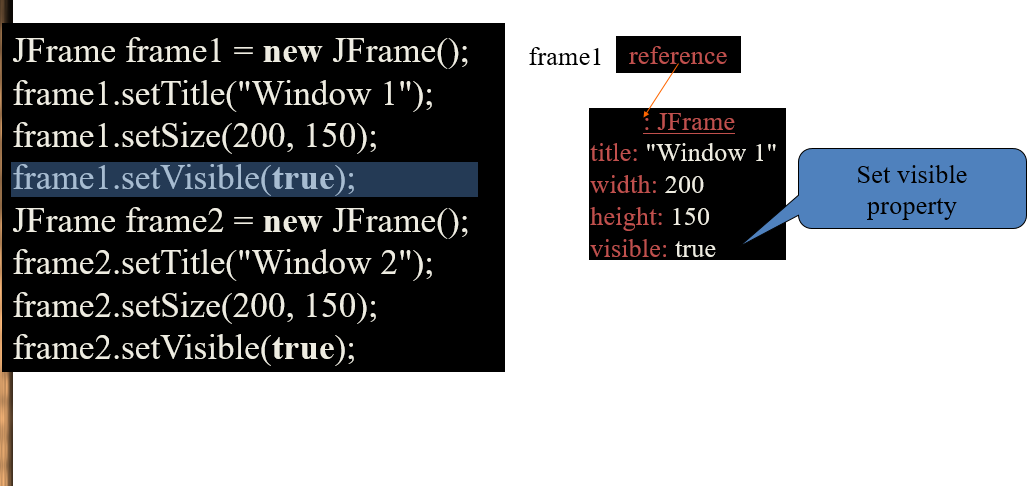 JFrame frame1 = new JFrame();
frame1.setTitle("Window 1");
frame1.setSize(200, 150);
frame1.setVisible(true);
JFrame frame2 = new JFrame();
frame2.setTitle("Window 2");
frame2.setSize(200, 150);
frame2.setVisible(true);
frame1 reference
: JFrame
title: "Window 1"
width: 200
height: 150
visible: true
Set visible
property